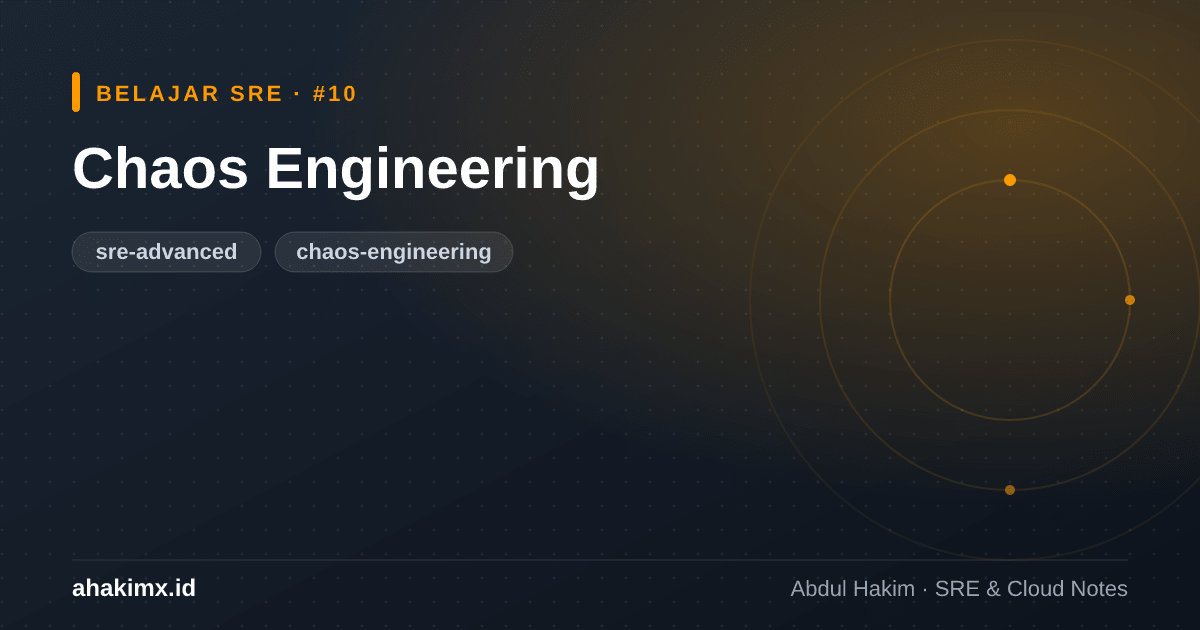 BELAJAR SRE · #10
Chaos Engineering
sre-advanced chaos-engineering
ahakimx.id
Abdul Hakim · SRE & Cloud Notes